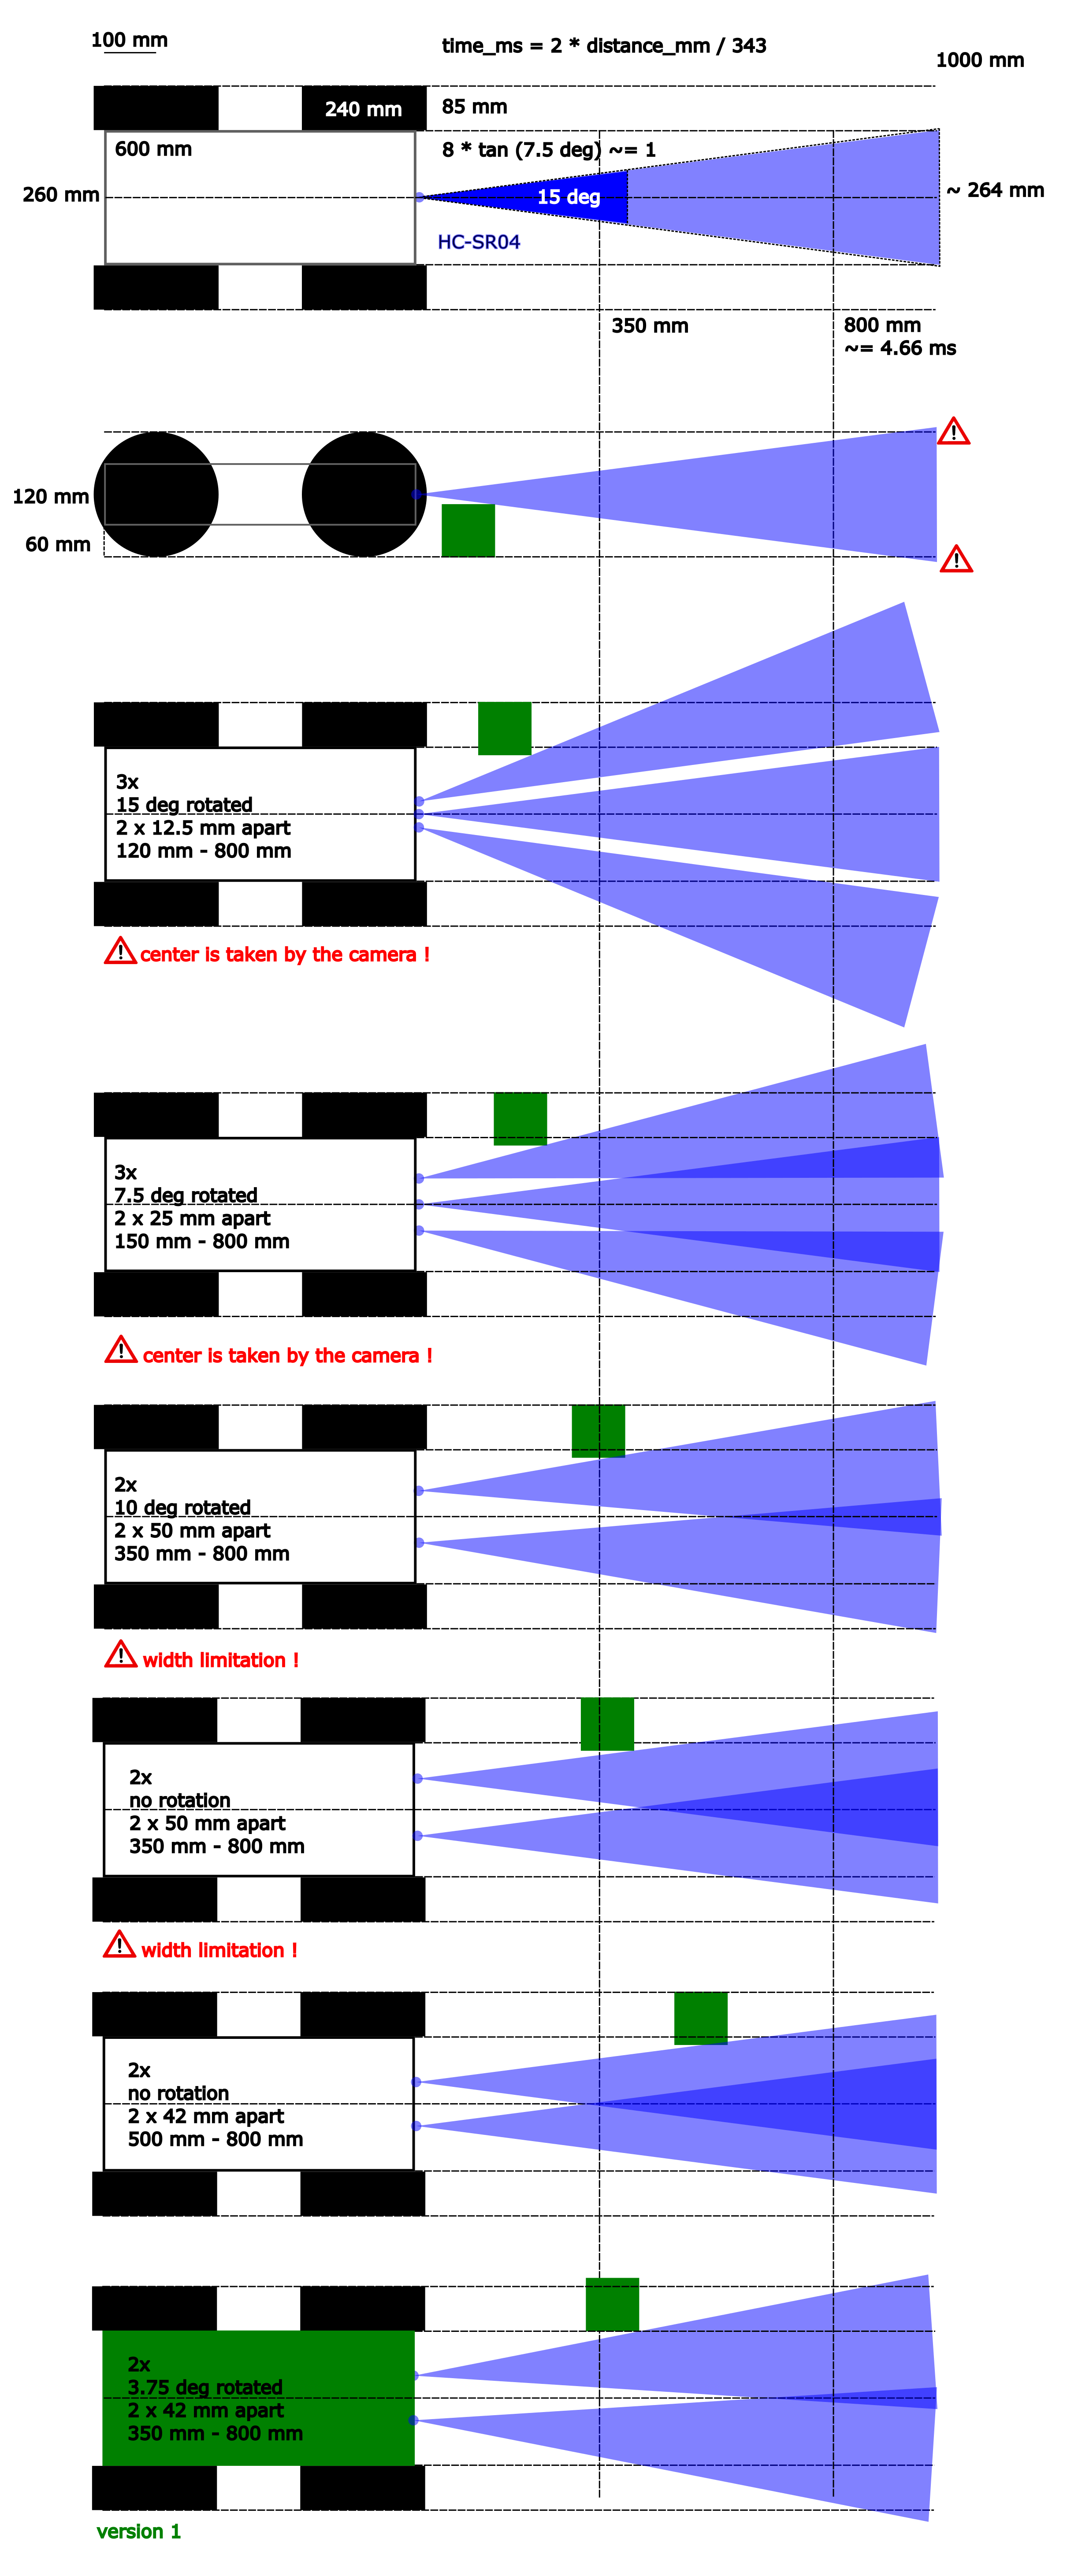 100 mm
time_ms = 2 * distance_mm / 343
1000 mm
240 mm
85 mm
600 mm
8 * tan (7.5 deg) ~= 1
260 mm
15 deg
~ 264 mm
HC-SR04
350 mm
800 mm
~= 4.66 ms
!
120 mm
60 mm
!
3x
15 deg rotated
2 x 12.5 mm apart
120 mm - 800 mm
! center is taken by the camera !
3x
7.5 deg rotated
2 x 25 mm apart
150 mm - 800 mm
! center is taken by the camera !
2x
10 deg rotated
2 x 50 mm apart
350 mm - 800 mm
! width limitation !
2x
no rotation
2 x 50 mm apart
350 mm - 800 mm
! width limitation !
2x
no rotation
2 x 42 mm apart
500 mm - 800 mm
2x
3.75 deg rotated
2 x 42 mm apart
350 mm - 800 mm
version 1